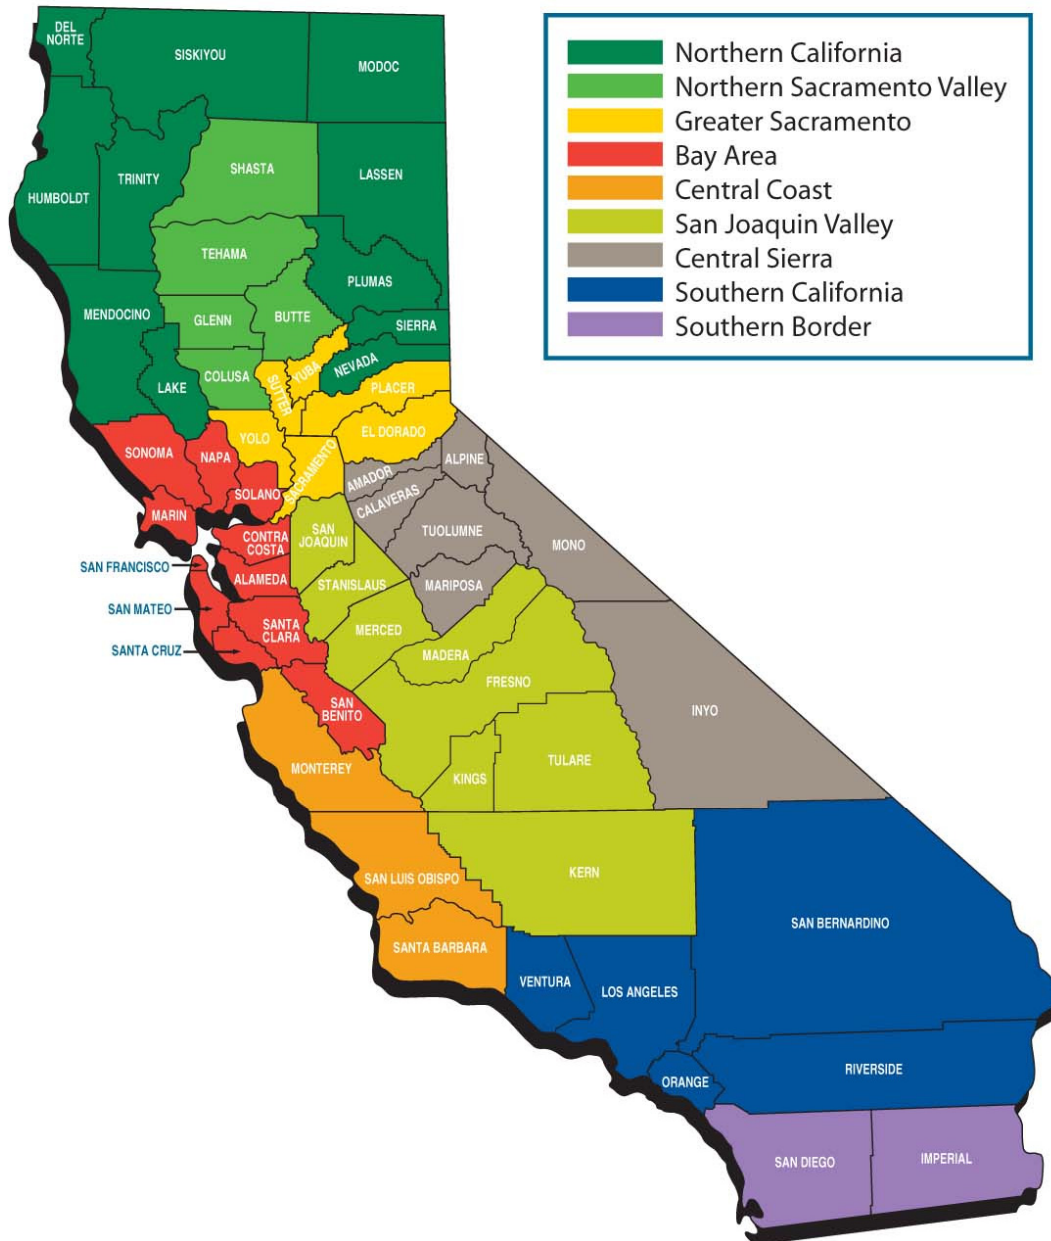 DEL
NORTE
SISKIYOU
MODOC
Northern California
Northern Sacramento Valley
Greater Sacramento
Bay Area
Central Coast
San Joaquin Valley
Central Sierra
Southern California
Southern Border
HUMBOLDT
TRINITY
SHASTA
LASSEN
TEHAMA
PLUMAS
MENDOCINO
GLENN
BUTTE
SIERRA
LAKE
COLUSA
SUTTER
YUBA
NEVADA
PLACER
SONOMA
NAPA
YOLO
EL DORADO
SOLANO
SACRAMENTO
AMADOR
ALPINE
CALAVERAS
MARIN
CONTRA
COSTA
SAN
JOAQUIN
TUOLUMNE
MONO
SAN FRANCISCO
ALAMEDA
STANISLAUS
MARIPOSA
SAN MATEO
SANTA
CLARA
MERCED
SANTA CRUZ
MADERA
FRESNO
SAN
BENITO
INYO
MONTEREY
KINGS
TULARE
SAN LUIS OBISPO
KERN
SAN BERNARDINO
SANTA BARBARA
VENTURA
LOS ANGELES
ORANGE
RIVERSIDE
SAN DIEGO
IMPERIAL